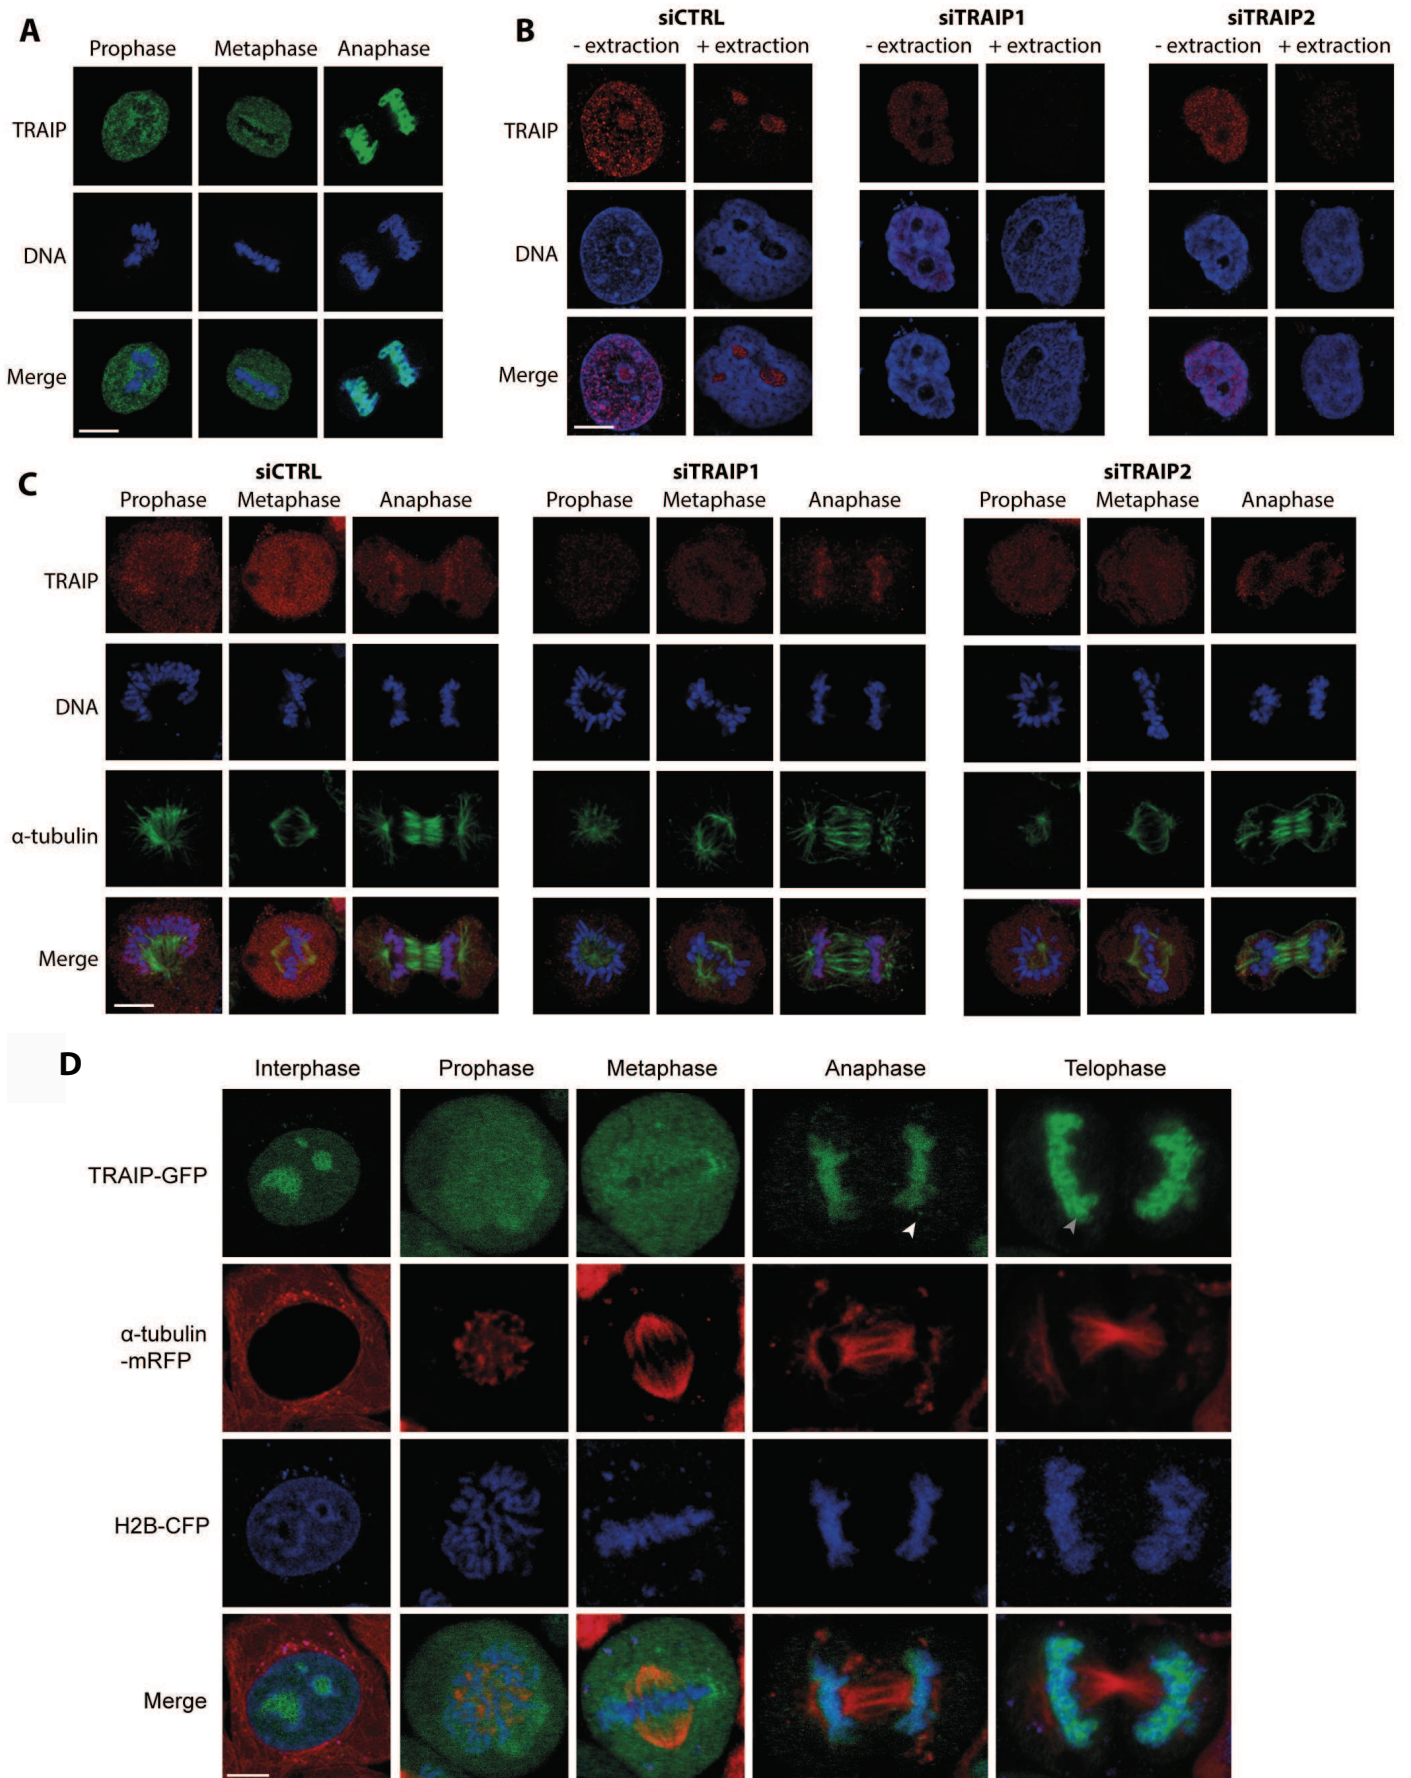 A
Prophase Metaphase Anaphase
TRAIP
DNA
Merge
B
siCTRL siTRAIP1 siTRAIP2
- extraction + extraction - extraction + extraction - extraction + extraction
TRAIP
DNA
Merge
C
siCTRL siTRAIP1 siTRAIP2
Prophase Metaphase Anaphase Prophase Metaphase Anaphase Prophase Metaphase Anaphase
TRAIP
DNA
α-tubulin
Merge
D
Interphase Prophase Metaphase Anaphase Telophase
TRAIP-GFP
α-tubulin
-mRFP
H2B-CFP
Merge